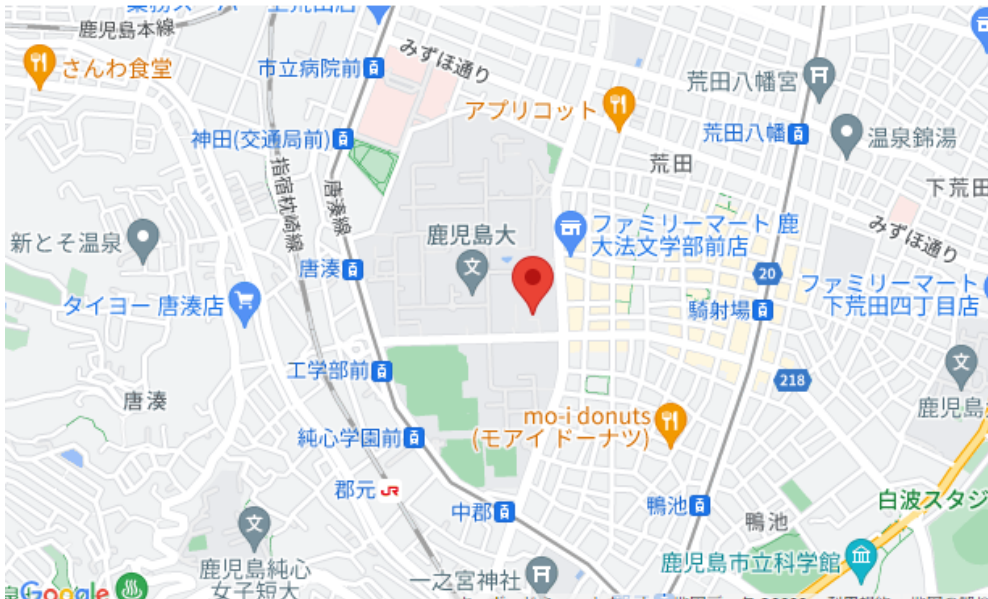 鹿児島本線
さんわ食堂
市立病院前
みずほ通り
荒田八幡宮
アプリコット
神田(交通局前)
荒田八幡
温泉錦湯
荒田
指宿枕崎線
唐湊線
下荒田
新とそ温泉
鹿児島大
ファミリーマート 鹿
大法文学部前店
みずほ通り
唐湊
20
タイヨー 唐湊店
騎射場
ファミリーマート
下荒田四丁目店
工学部前
218
唐湊
鹿児島
mo-i donuts
(モアイ ドーナツ)
純心学園前
郡元
JR
中郡
鴨池
鴨池
白波スタジ
鹿児島純心
女子短大
一之宮神社
鹿児島市立科学館
Google